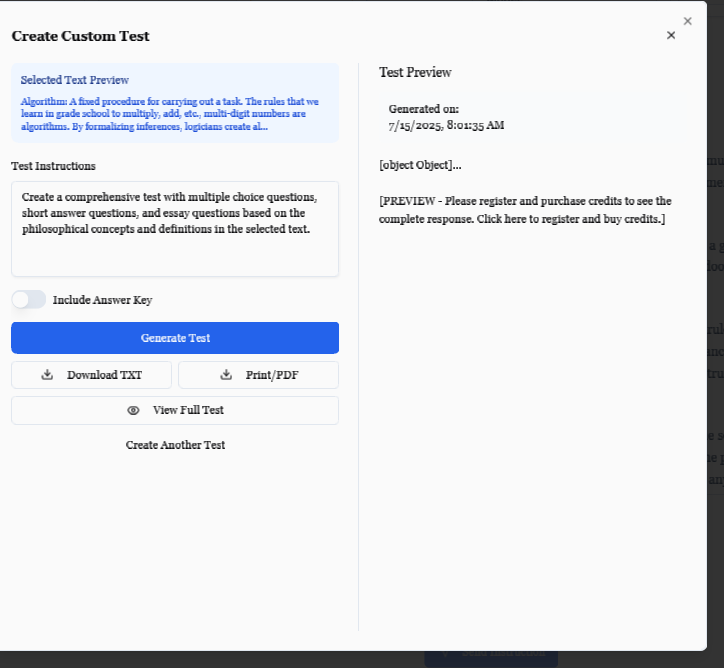 Create Custom Test
Selected Text Preview
Algorithm: A fixed procedure for carrying out a task. The rules that we
learn in grade school to multiply, add, etc., multi-digit numbers are
algorithms. By formalizing inferences, logicians create al...
Test Instructions
Create a comprehensive test with multiple choice questions,
short answer questions, and essay questions based on the
philosophical concepts and definitions in the selected text.
Include Answer Key
Generate Test
Download TXT
Print/PDF
View Full Test
Create Another Test
Test Preview
Generated on:
7/15/2025, 8:01:35 AM
[object Object]...
[PREVIEW - Please register and purchase credits to see the
complete response. Click here to register and buy credits.]